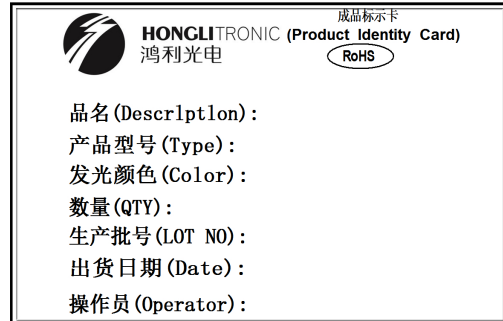 成品标示卡
HONGLITRONIC (Product Identity Card)
鸿利光电
RoHS
品名(Descrlptlon):
产品型号(Type):
发光颜色(Color):
数量(QTY):
生产批号(LOT NO):
出货日期(Date):
操作员(Operator):